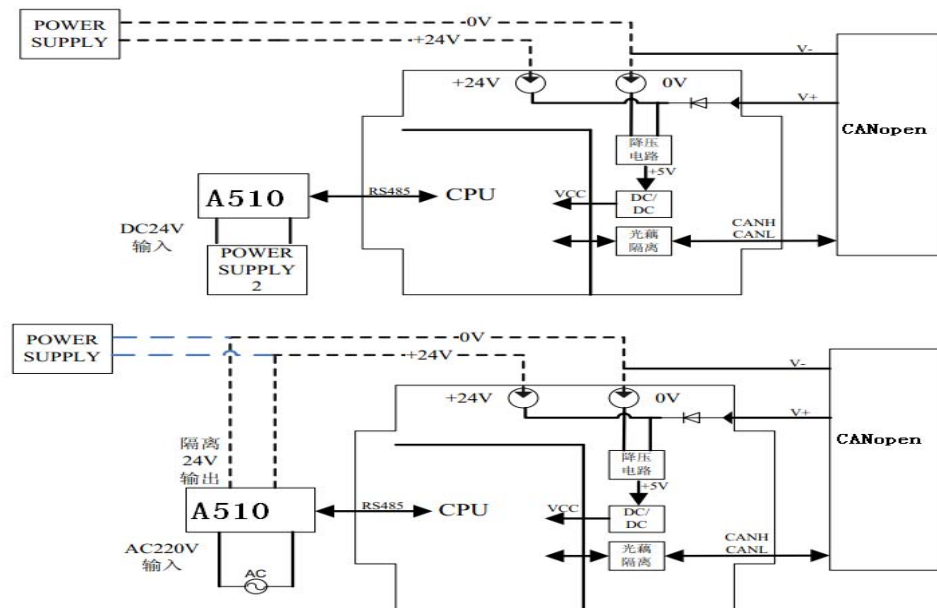 POWER
SUPPLY
0V
+24V
V-
+24V
0V
V+
CANopen
降压
电路
+5V
A510
RS485
CPU
VCC
DC/
DC
DC24V
输入
POWER
SUPPLY
2
光藕
隔离
CANH
CANL
POWER
SUPPLY
0V
+24V
V-
+24V
0V
V+
CANopen
隔离
24V
输出
降压
电路
+5V
A510
RS485
CPU
VCC
DC/
DC
AC220V
输入
AC
光藕
隔离
CANH
CANL